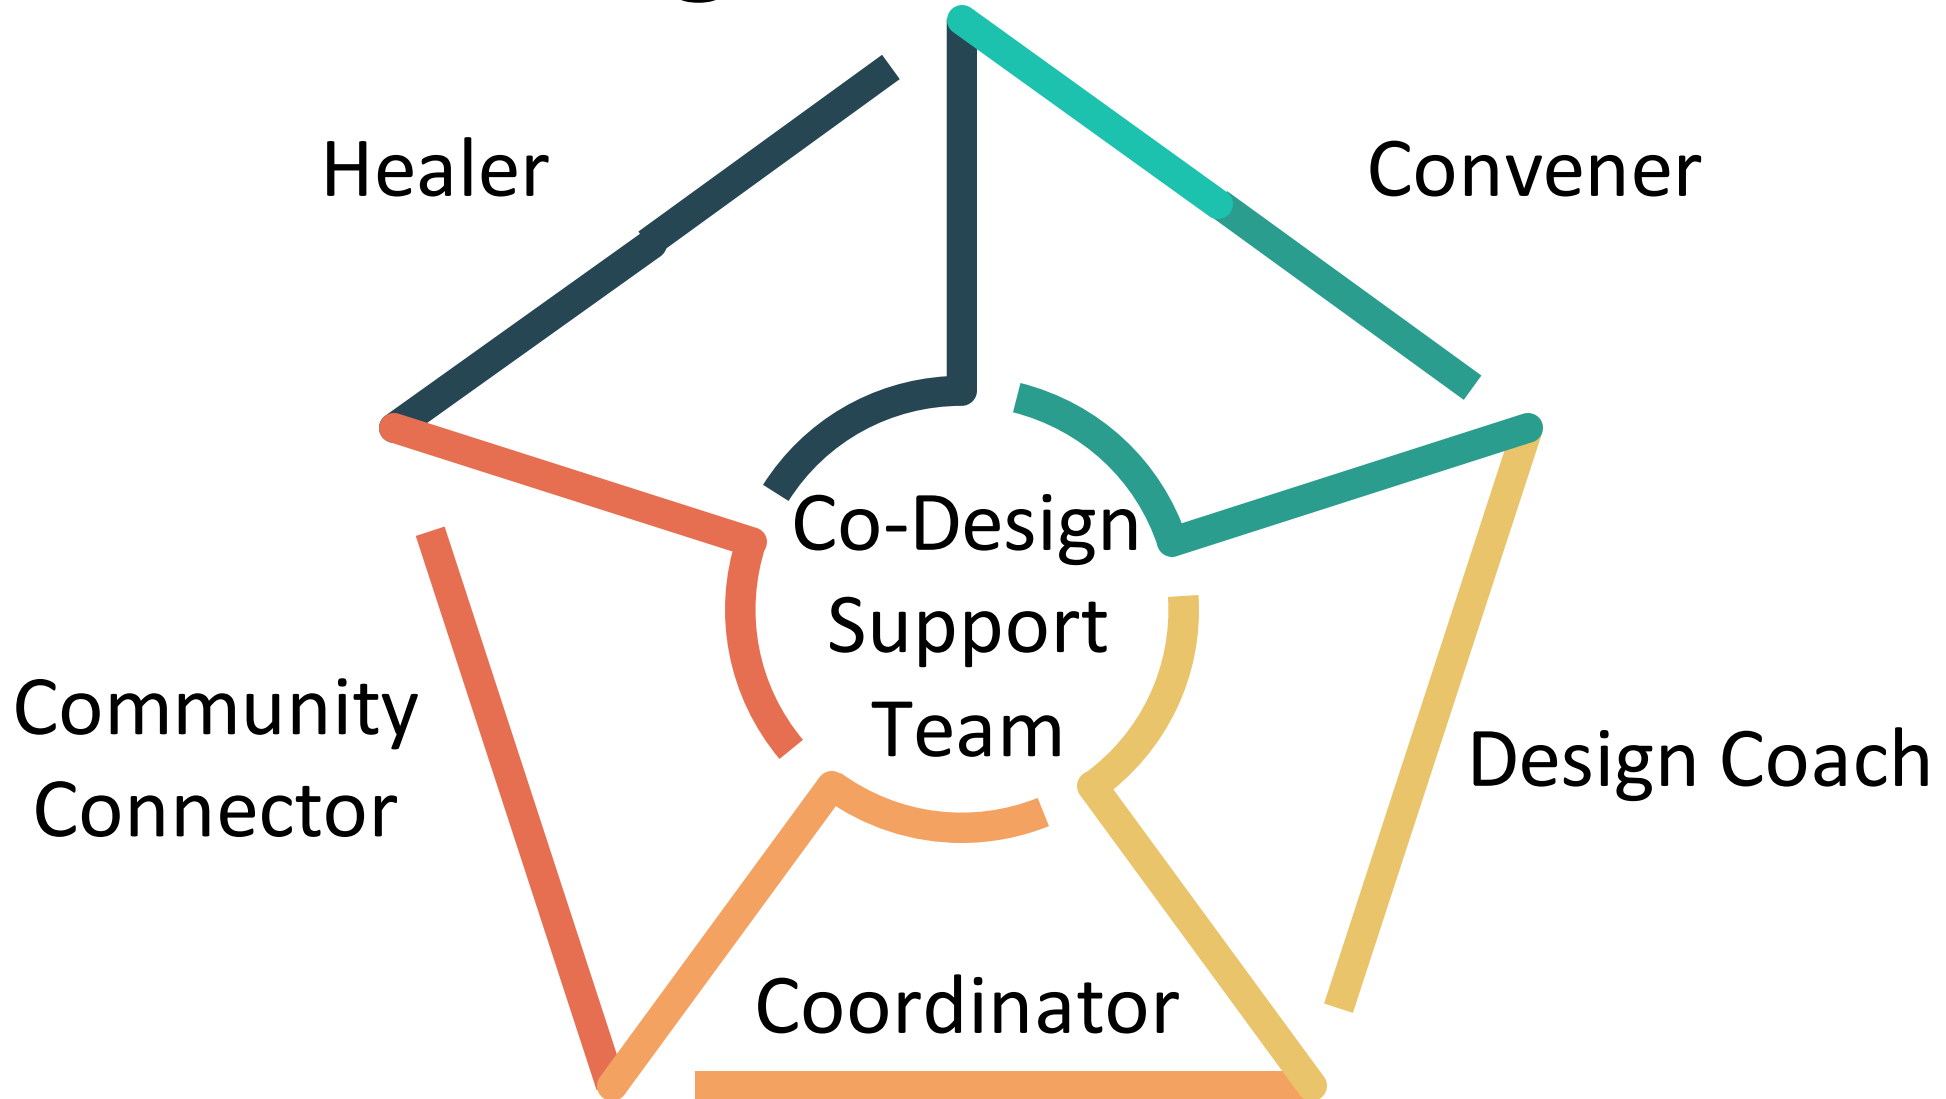 Healer
Convener
Co-Design
Support
Team
Community
Connector
Design Coach
Coordinator